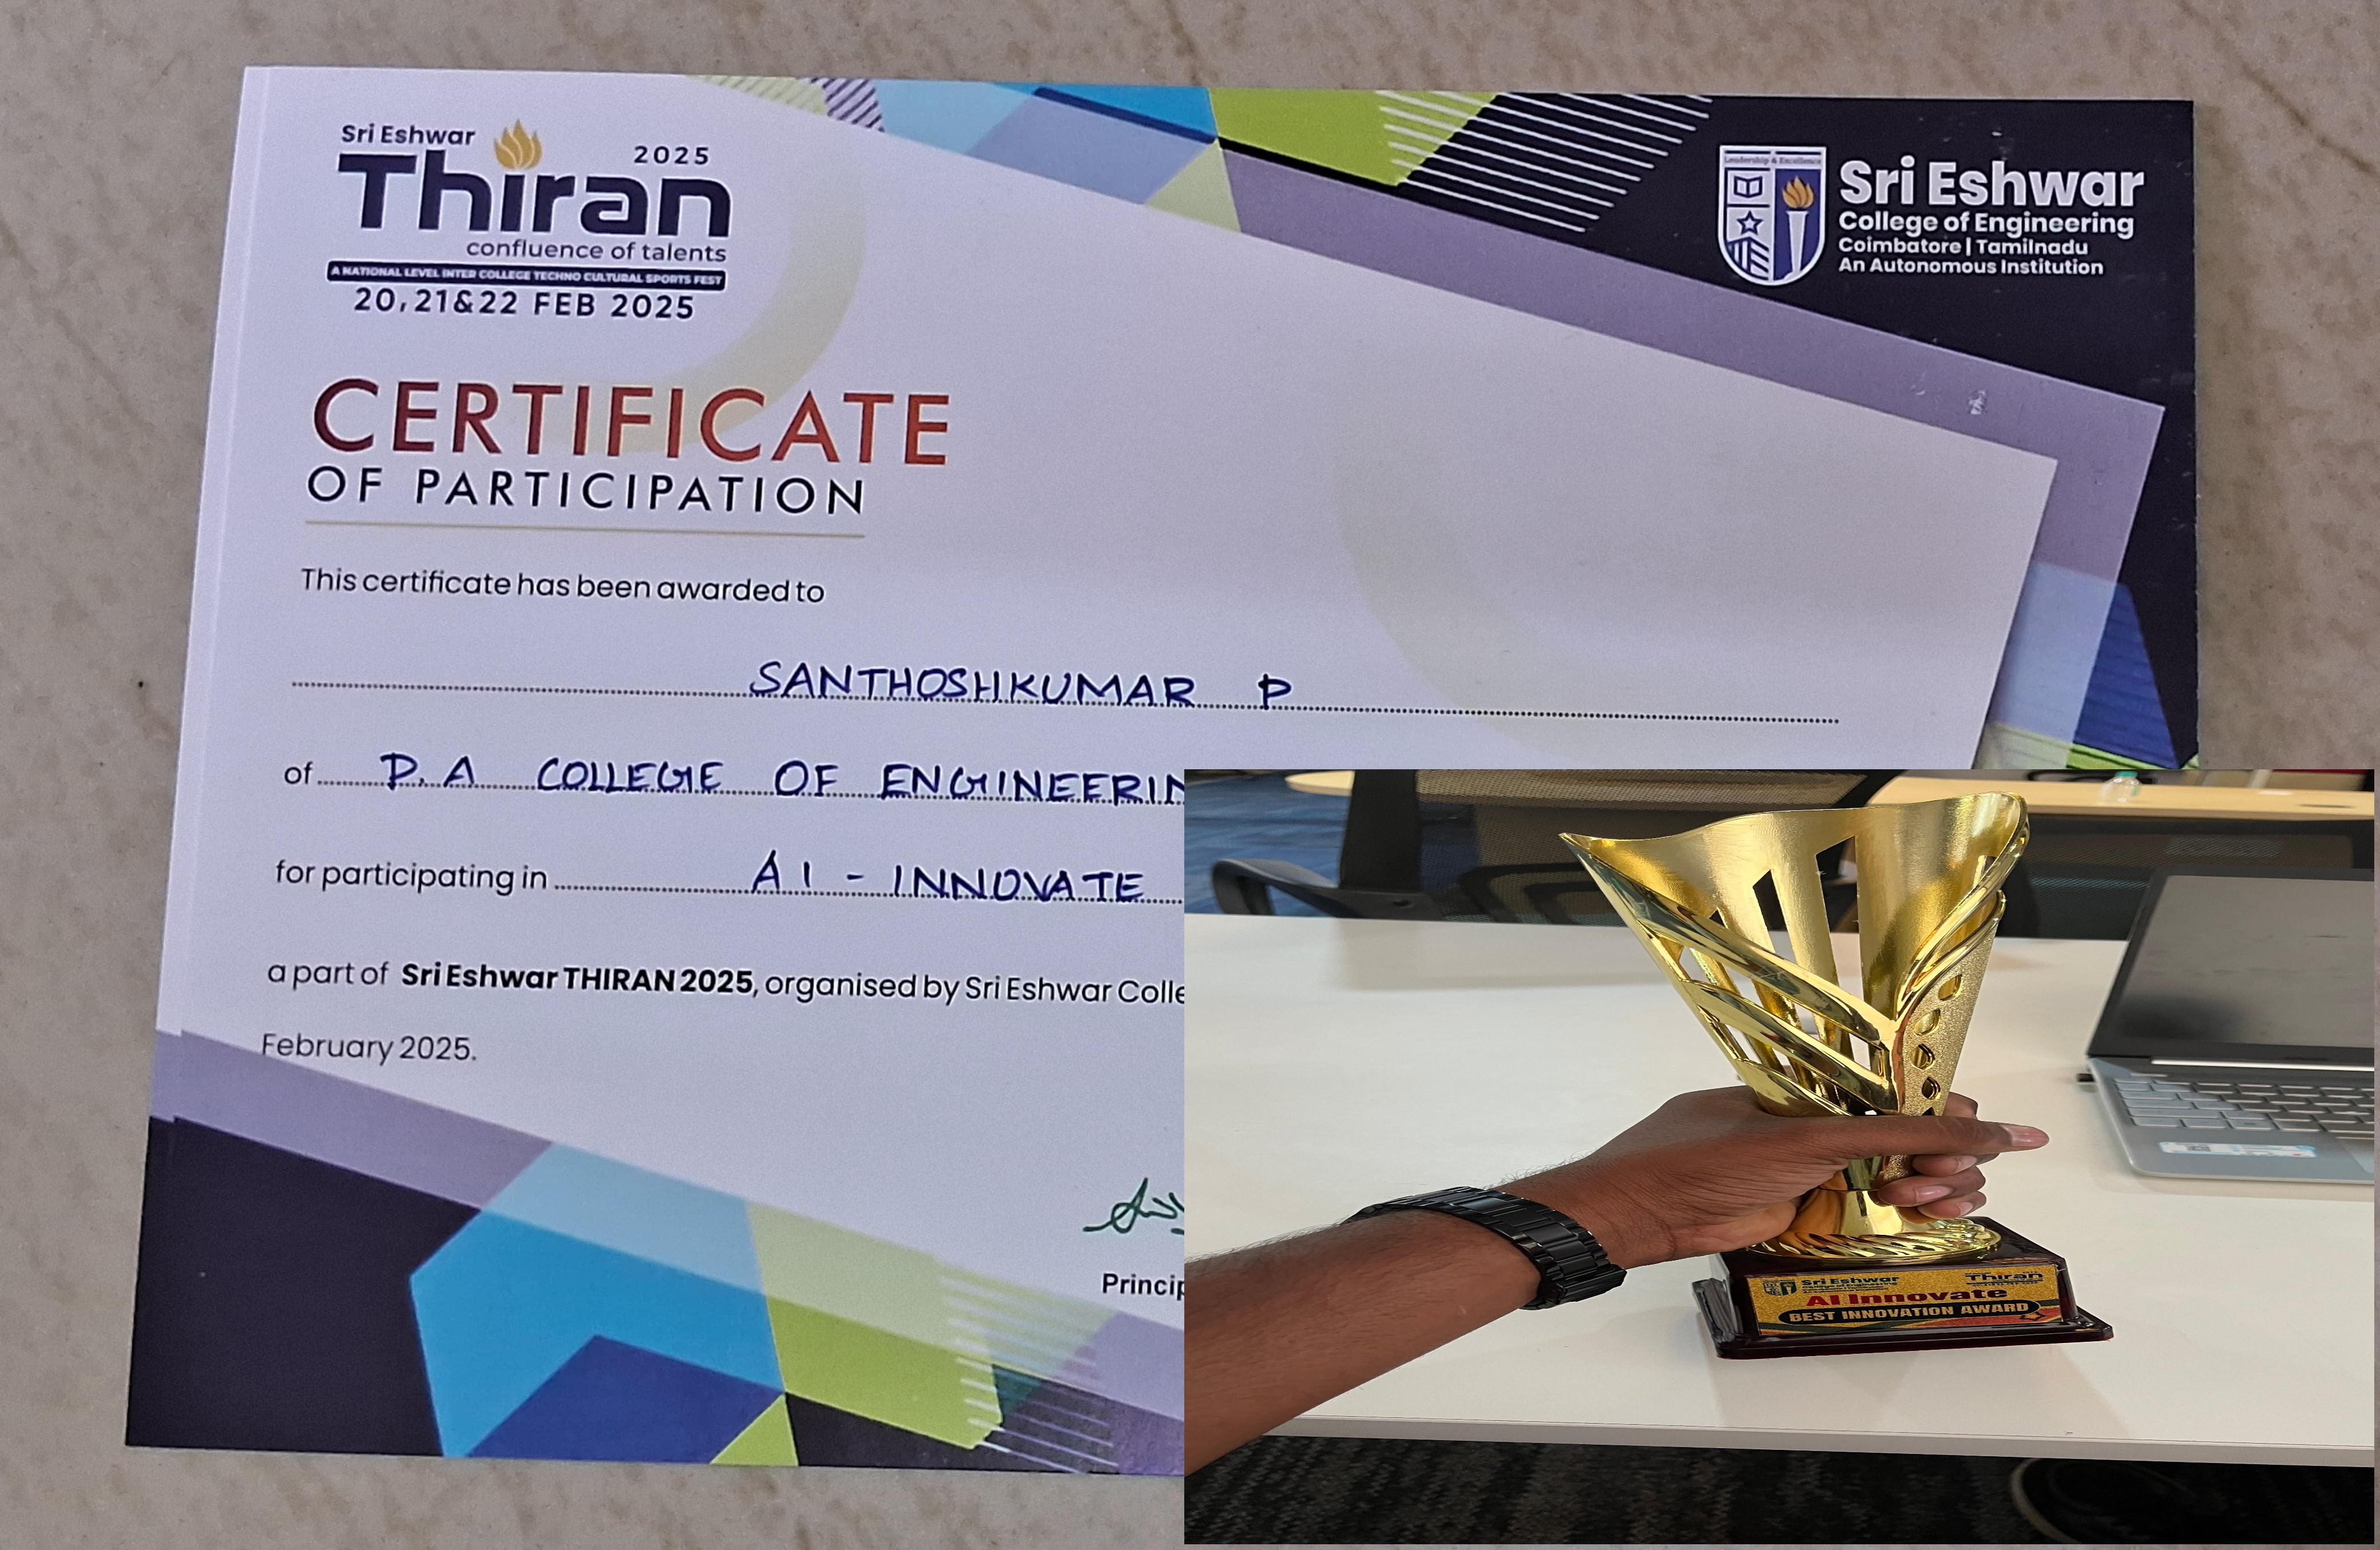 Sri Eshwar
2025
Thiran
confluence of talents
A NATIONAL LEVEL INTER COLLEGE TECHNO CULTURAL SPORTS FEST
20,21&22 FEB 2025
Leadership & Excellence
Sri Eshwar
College of Engineering
Coimbatore | Tamilnadu
An Autonomous Institution
CERTIFICATE
OF PARTICIPATION
This certificate has been awarded to
SANTHOSHKUMAR P
of P.A COLLEGE OF ENGINEERIN
for participating in AI - INNOVATE
a part of Sri Eshwar THIRAN 2025, organised by Sri Eshwar Colle
February 2025.
Princip
Sri Eshwar
College of Engineering
Thiran
AI Innovate
BEST INNOVATION AWARD